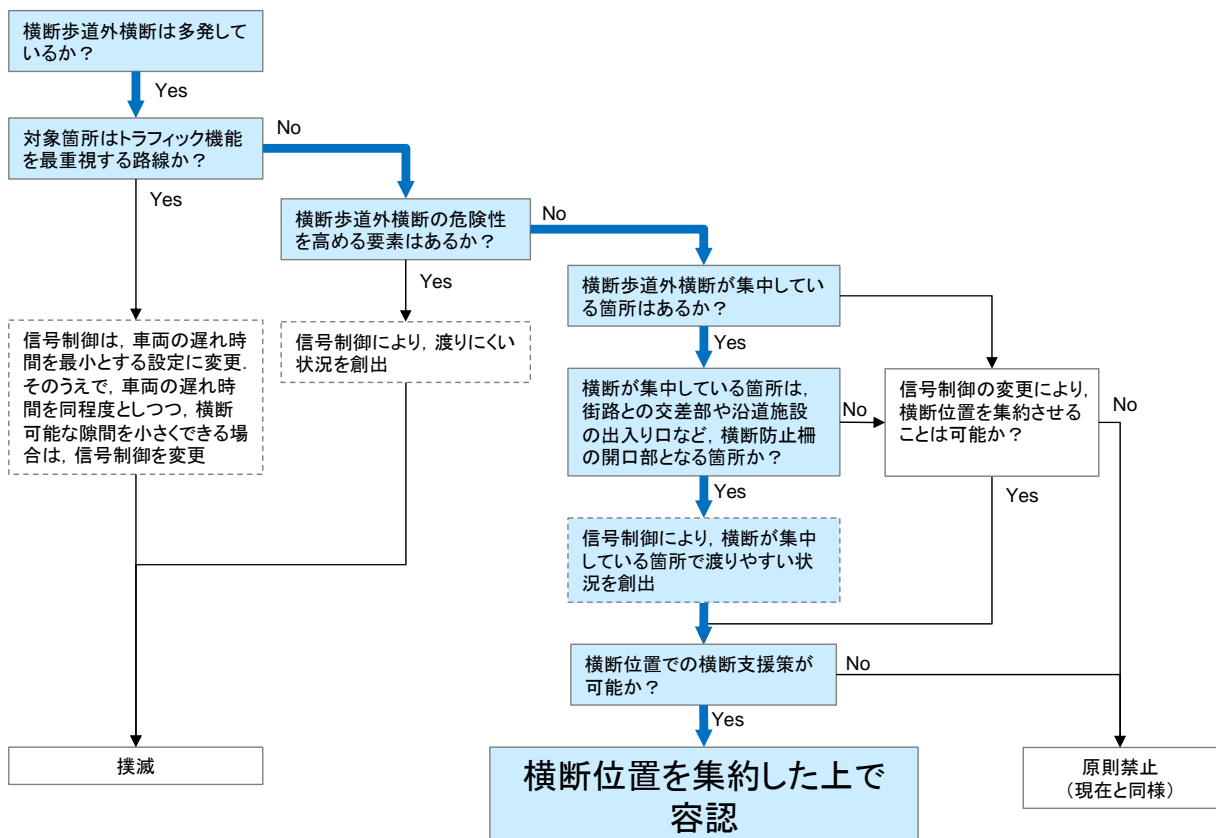 横断歩道外横断は多発して
いるか？
Yes
対象箇所はトラフィック機能
を最重視する路線か？
No
Yes
横断歩道外横断の危険性
を高める要素はあるか？
No
Yes
横断歩道外横断が集中してい
る箇所はあるか？
Yes
信号制御は，車両の遅れ時
間を最小とする設定に変更．
そのうえで，車両の遅れ時
間を同程度としつつ，横断
可能な隙間を小さくできる場
合は，信号制御を変更
信号制御により，渡りにくい
状況を創出
横断が集中している箇所は，
街路との交差部や沿道施設
の出入り口など，横断防止柵
の開口部となる箇所か？
No
Yes
信号制御の変更により，
横断位置を集約させる
ことは可能か？
No
Yes
信号制御により，横断が集中
している箇所で渡りやすい状
況を創出
横断位置での横断支援策が
可能か？
No
Yes
撲滅
横断位置を集約した上で
容認
原則禁止
（現在と同様）